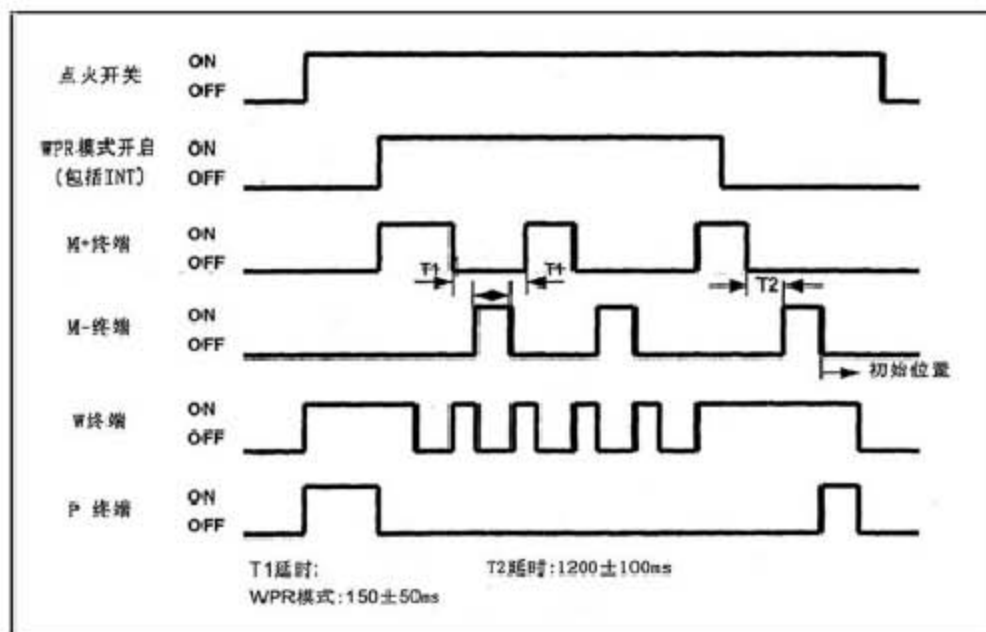 点火开关 ON
OFF
WPR模式开启 ON
(包括INT) OFF
M+终端 ON
OFF
T1 T1
T2
M-终端 ON
OFF
初始位置
W终端 ON
OFF
P 终端 ON
OFF
T1延时: T2延时:1200±100ms
WPR模式:150±50ms